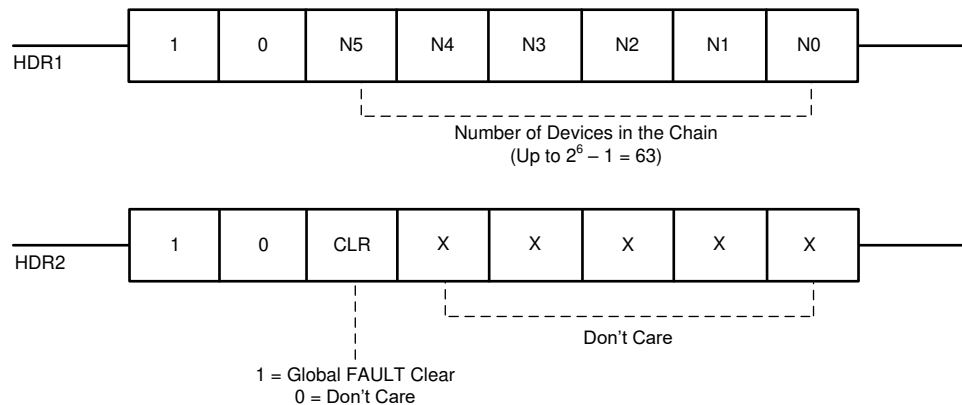 1 0 N5 N4 N3 N2 N1 N0
HDR1
Number of Devices in the Chain
(Up to 2⁶ – 1 = 63)
1 0 CLR X X X X X
HDR2
Don't Care
1 = Global FAULT Clear
0 = Don't Care